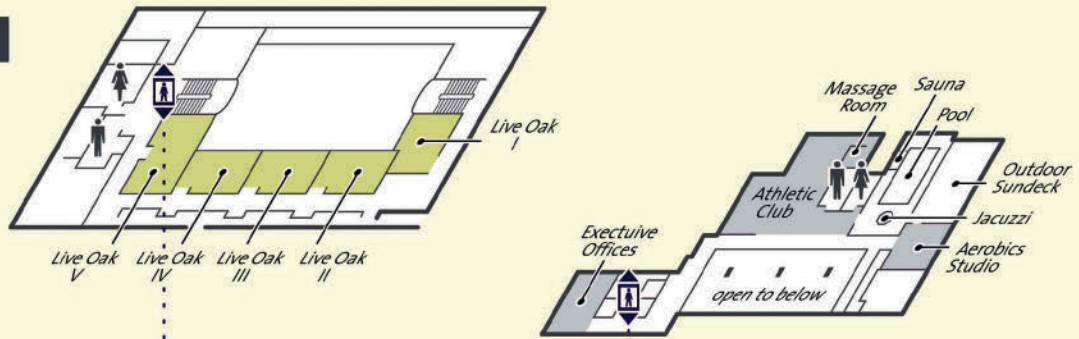 Live Oak
I
Live Oak
V
Live Oak
IV
Live Oak
III
Live Oak
II
Massage
Room
Sauna
Pool
Outdoor
Sundeck
Athletic
Club
Jacuzzi
Exectuive
Offices
Aerobics
Studio
open to below